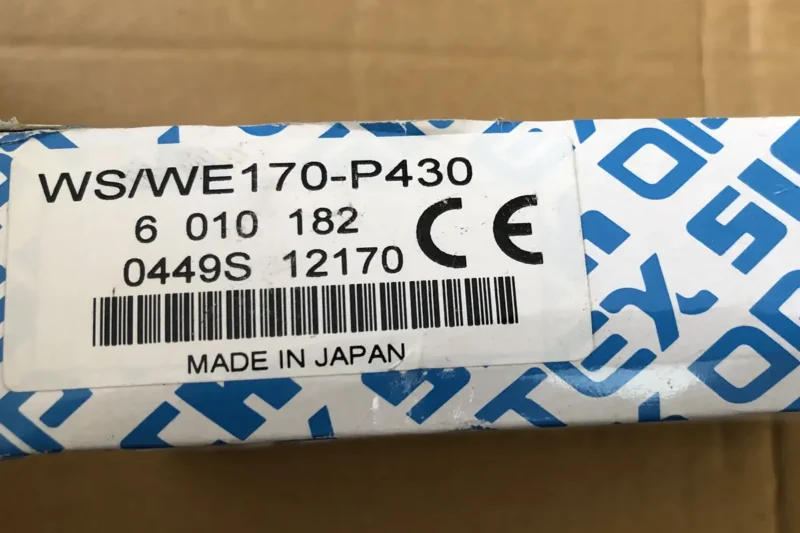 WS/WE170-P430
6 010 182
0449S 12170
CE
MADE IN JAPAN